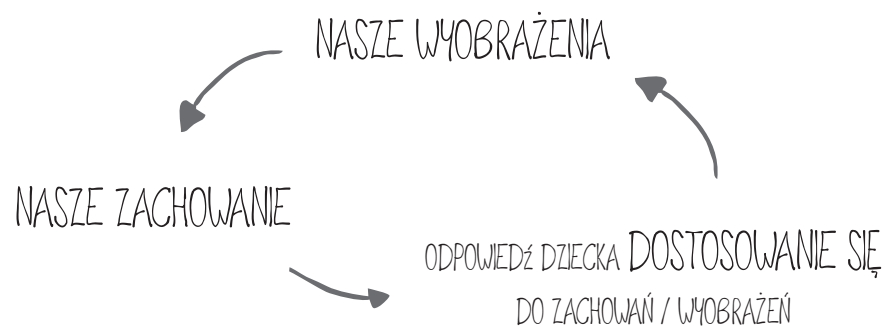 NASZE WYOBRAŻENIA
NASZE ZACHOWANIE
ODPOWIEDź DZIECKA DOSTOSOWANIE SIĘ
DO ZACHOWAŃ / WYOBRAŻEŃ